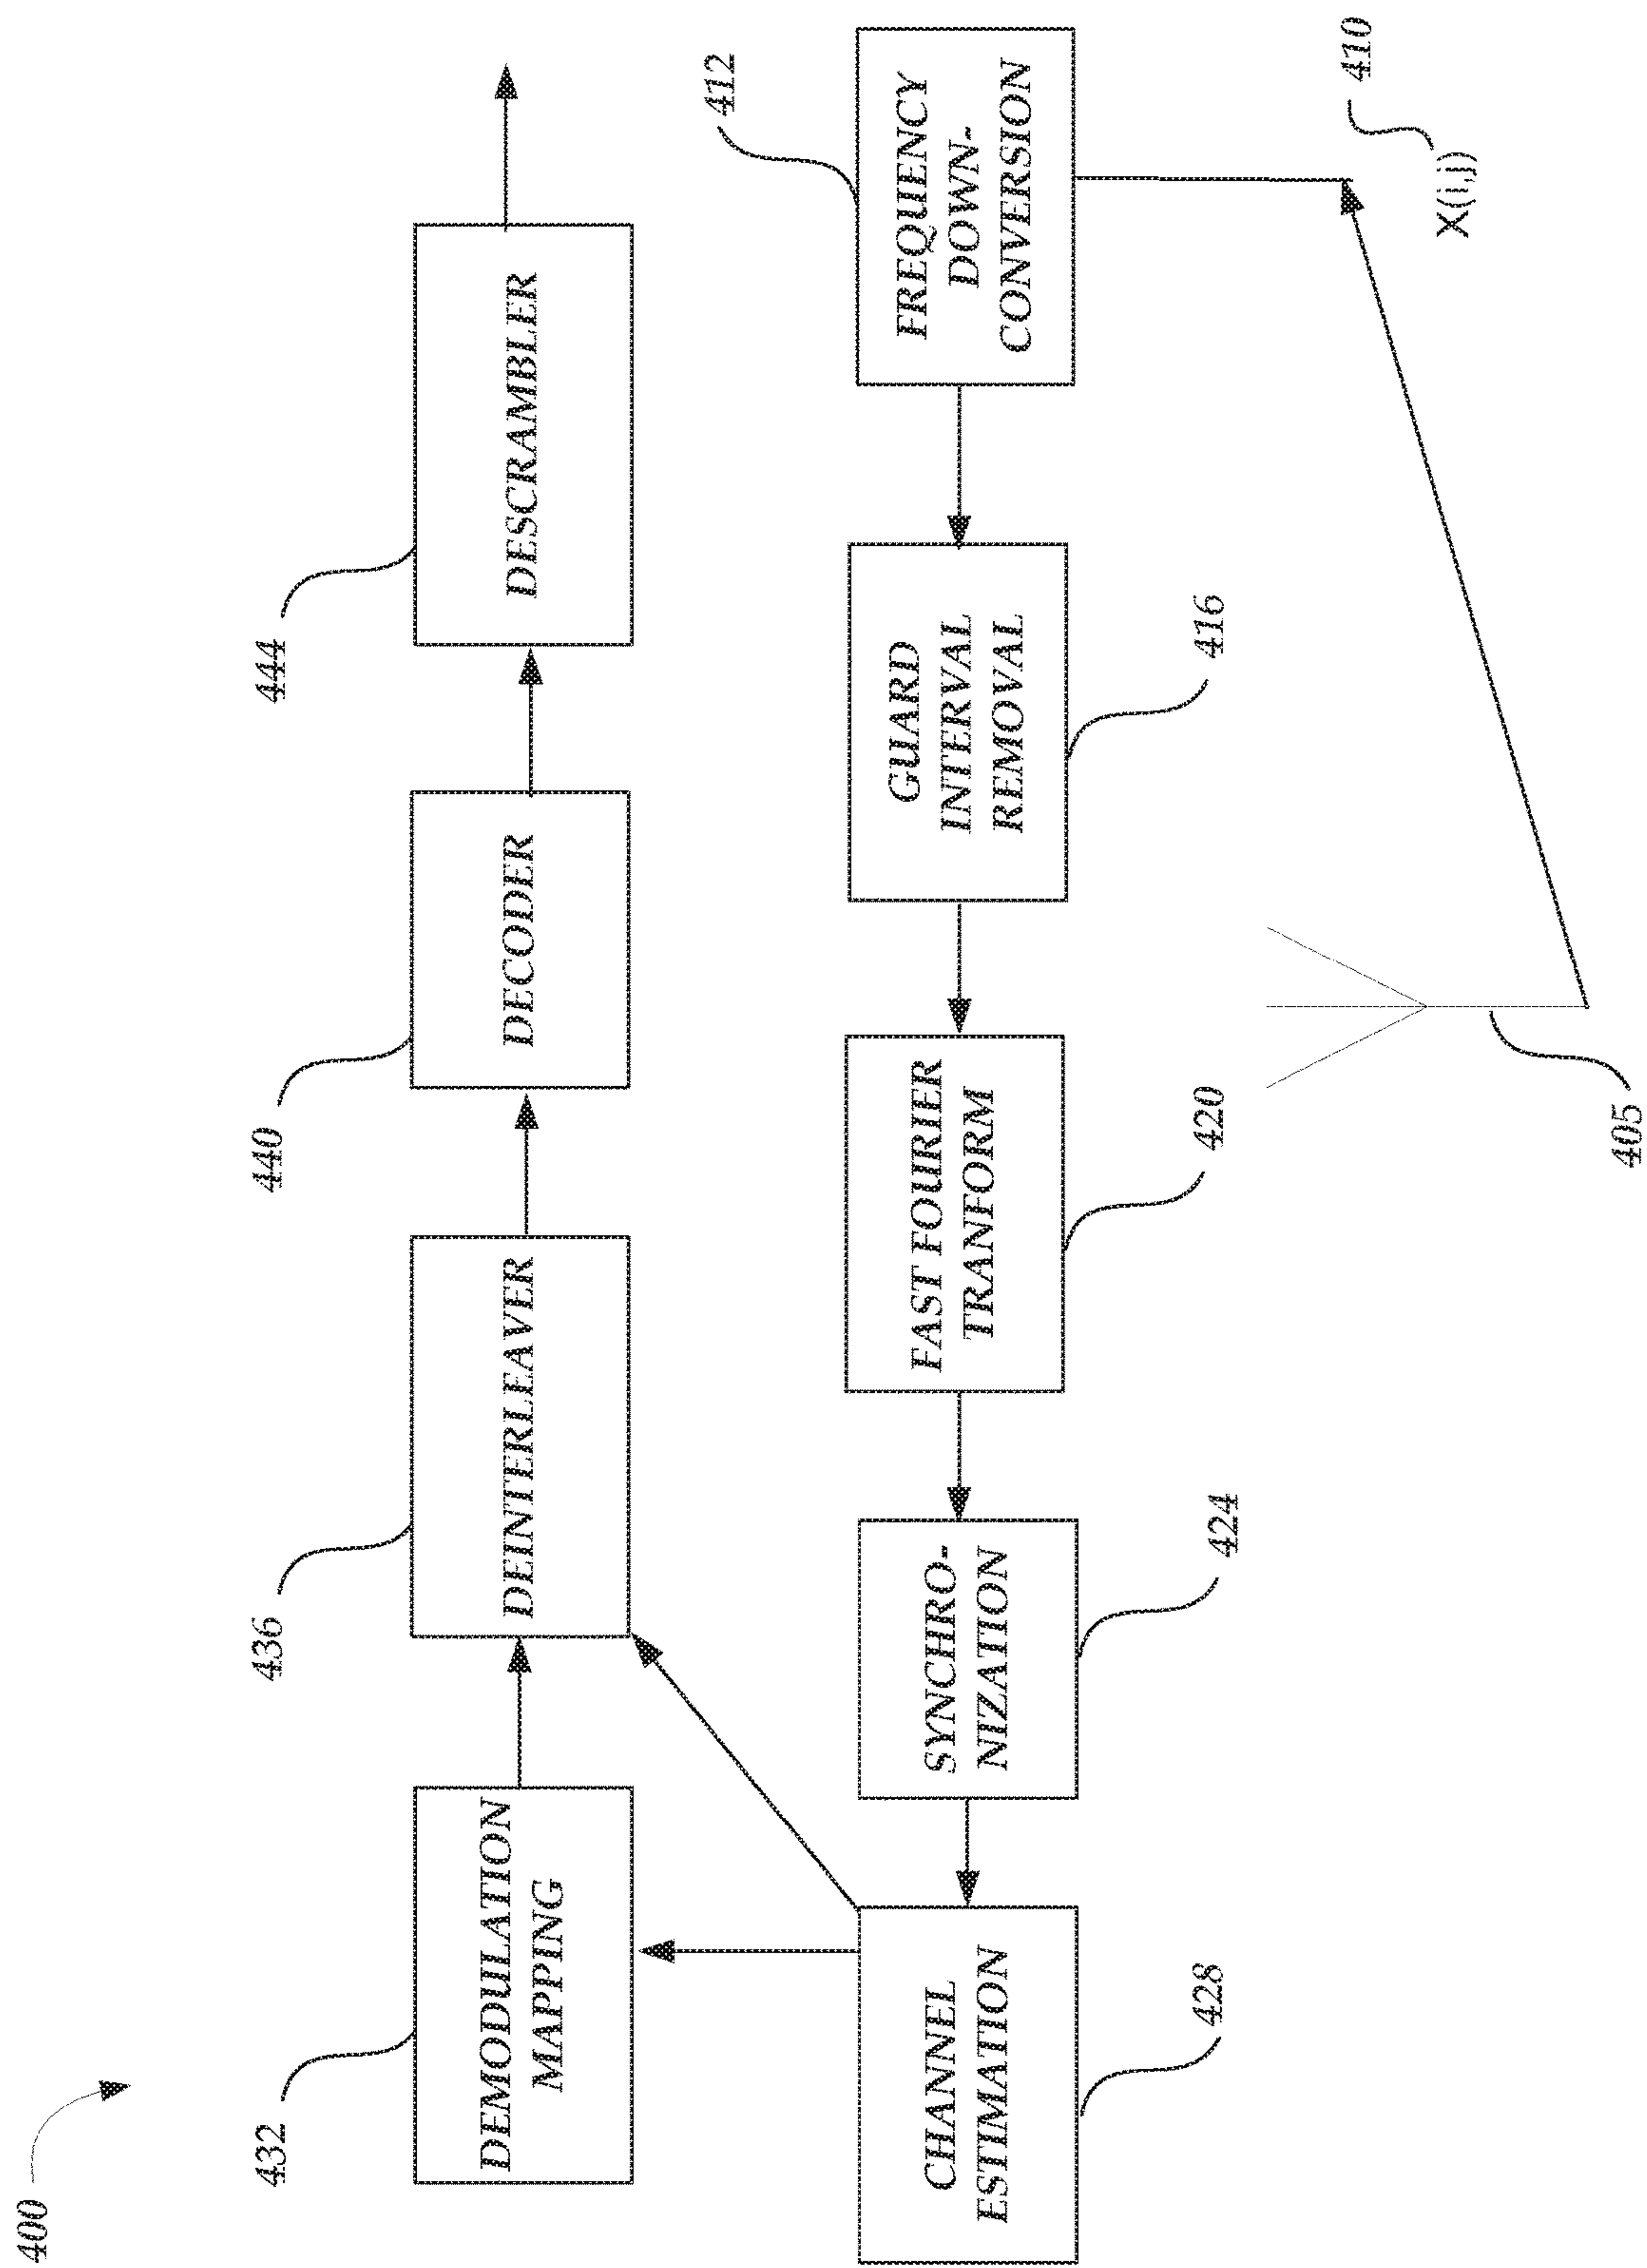 400
432
DEMODULATION
MAPPING
436
DEINTERLEAVER
440
DECODER
444
DESCRAMBLER
CHANNEL
ESTIMATION
428
SYNCHRO-
NIZATION
424
FAST FOURIER
TRANFORM
420
GUARD
INTERVAL
REMOVAL
416
412
FREQUENCY
DOWN-
CONVERSION
405
X(i,j)
410